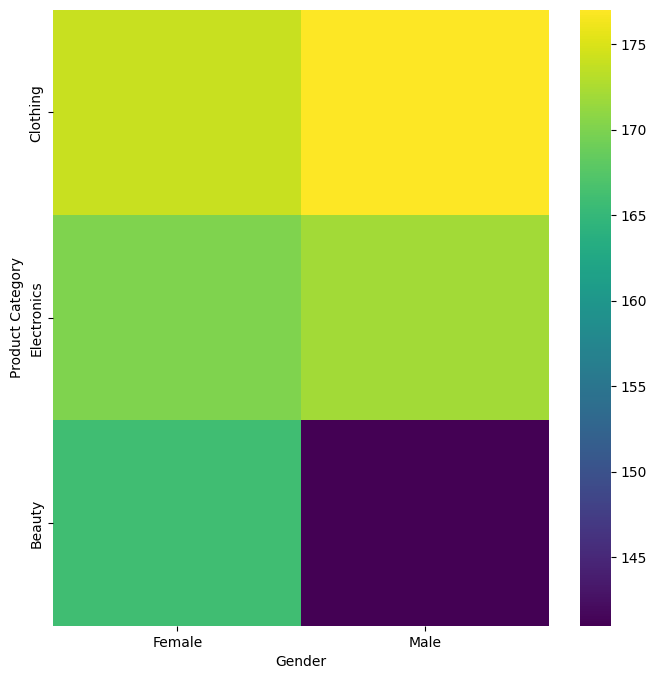 Product Category
Clothing
Electronics
Beauty
Female
Male
Gender
175
170
165
160
155
150
145